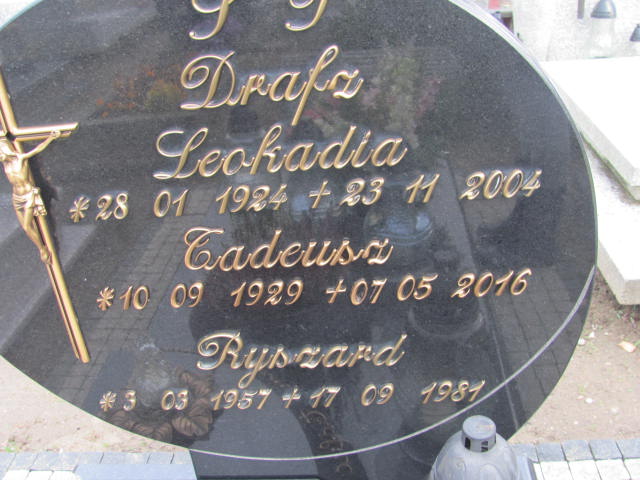 Ś P
Drafz
Leokadia
*28 01 1924 + 23 11 2004
Tadeusz
*10 09 1929 +07 05 2016
Ryszard
*3 03 1957 + 17 09 1981